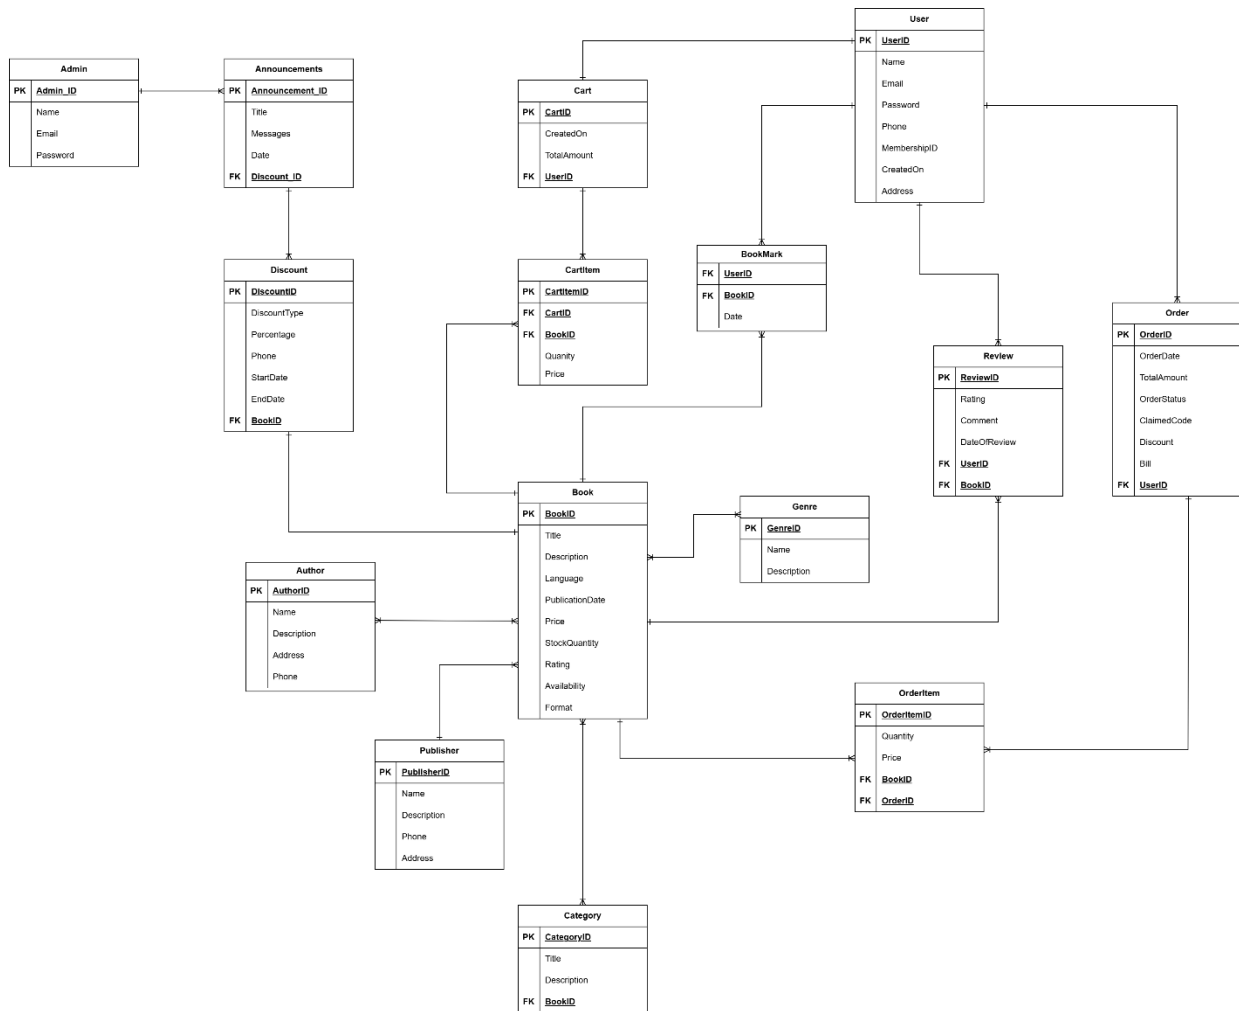 User
PK UserID
Name
Email
Password
Phone
MembershipID
CreatedOn
Address
Admin
PK Admin_ID
Name
Email
Password
Announcements
PK Announcement_ID
Title
Messages
Date
FK Discount_ID
Cart
PK CartID
CreatedOn
TotalAmount
FK UserID
Discount
PK DiscountID
DiscountType
Percentage
Phone
StartDate
EndDate
FK BookID
CartItem
PK CartItemID
FK CartID
FK BookID
Quanity
Price
BookMark
FK UserID
FK BookID
Date
Review
PK ReviewID
Rating
Comment
DateOfReview
FK UserID
FK BookID
Order
PK OrderID
OrderDate
TotalAmount
OrderStatus
ClaimedCode
Discount
Bill
FK UserID
Book
PK BookID
Title
Description
Language
PublicationDate
Price
StockQuantity
Rating
Availability
Format
Genre
PK GenreID
Name
Description
Author
PK AuthorID
Name
Description
Address
Phone
Publisher
PK PublisherID
Name
Description
Phone
Address
OrderItem
PK OrderItemID
Quantity
Price
FK BookID
FK OrderID
Category
PK CategoryID
Title
Description
FK BookID